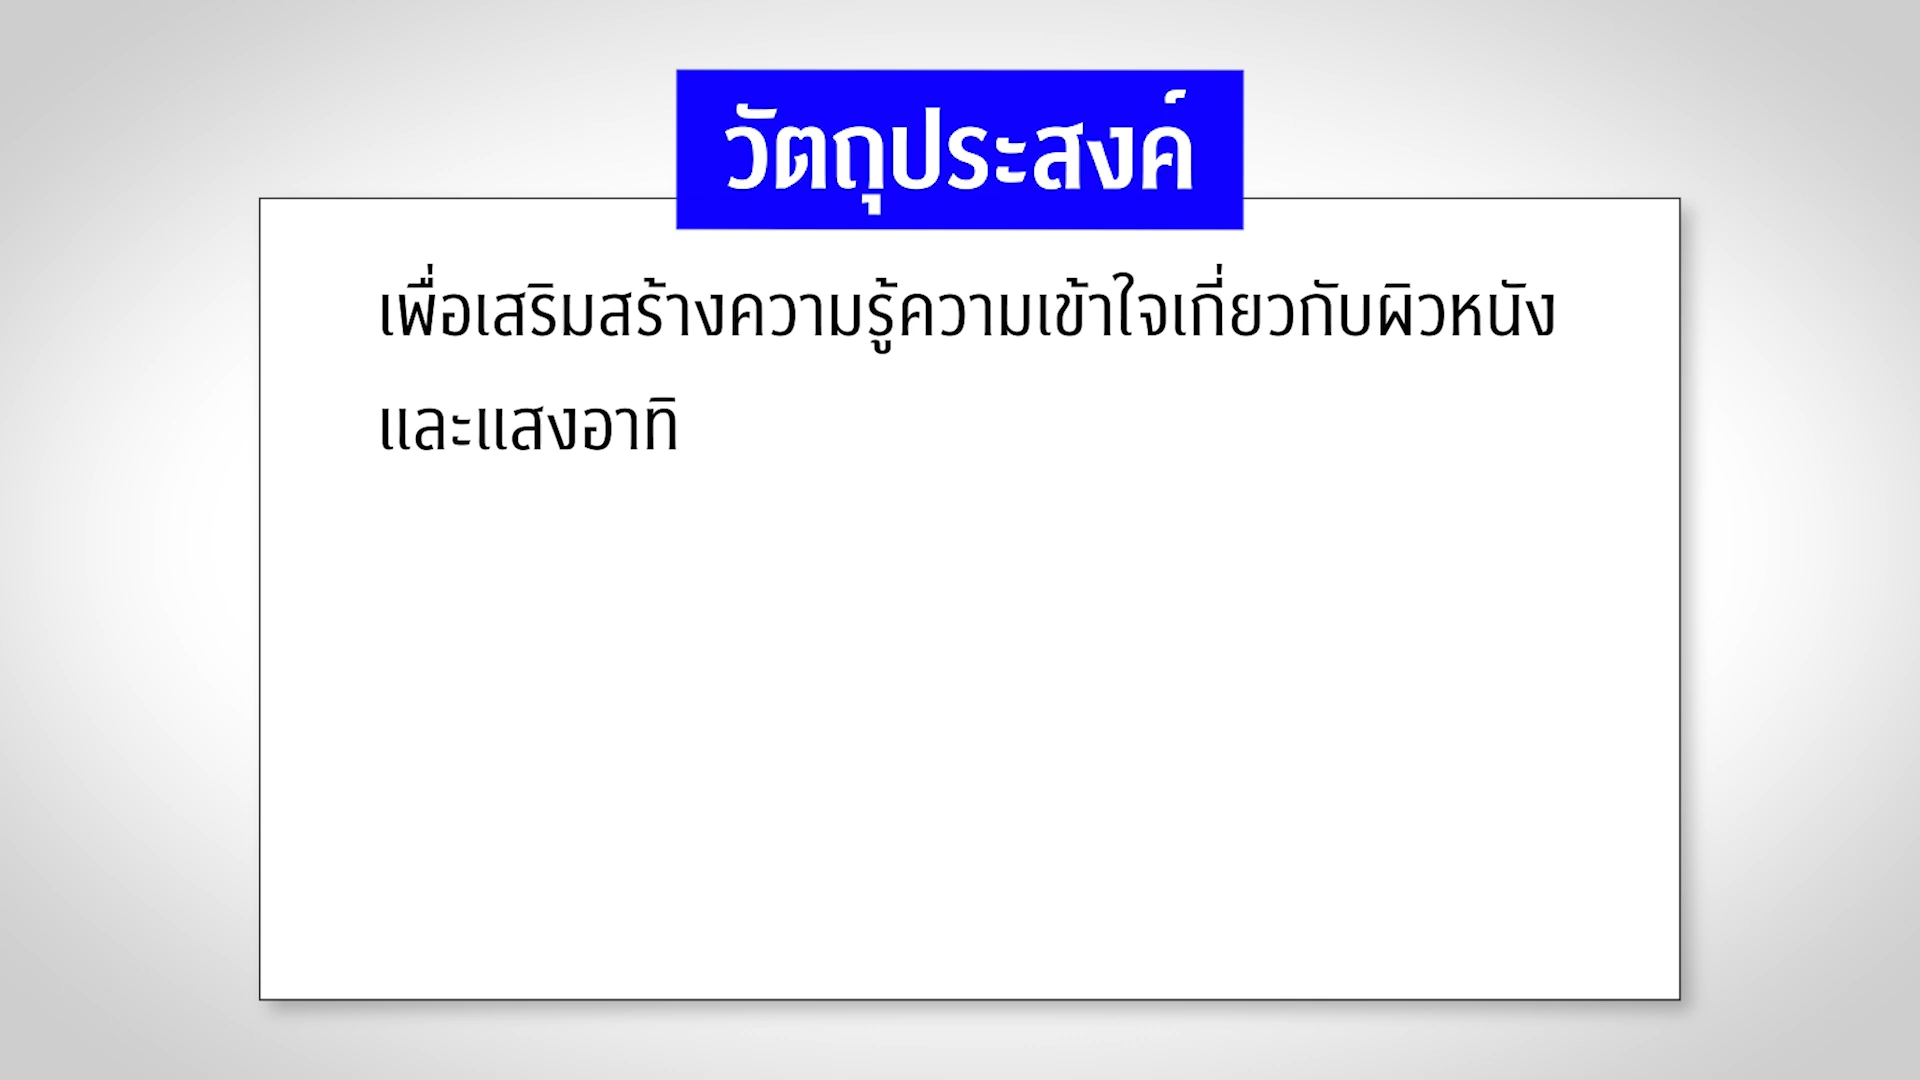 วัตถุประสงค์
เพื่อเสริมสร้างความรู้ความเข้าใจเกี่ยวกับผิวหนัง
และแสงอาทิ